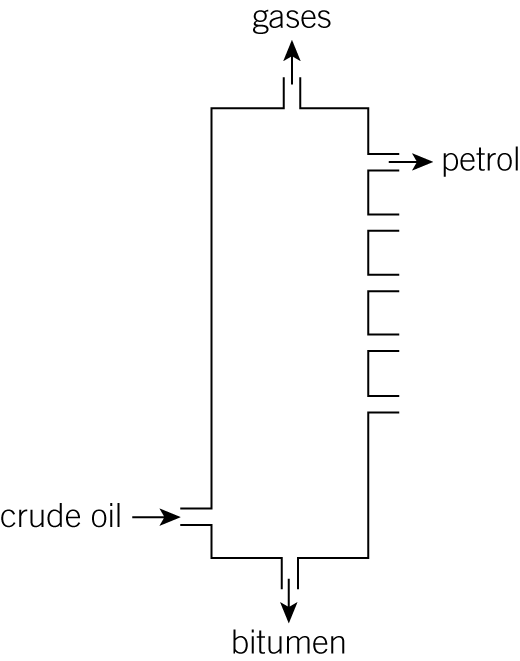 gases
petrol
crude oil
bitumen